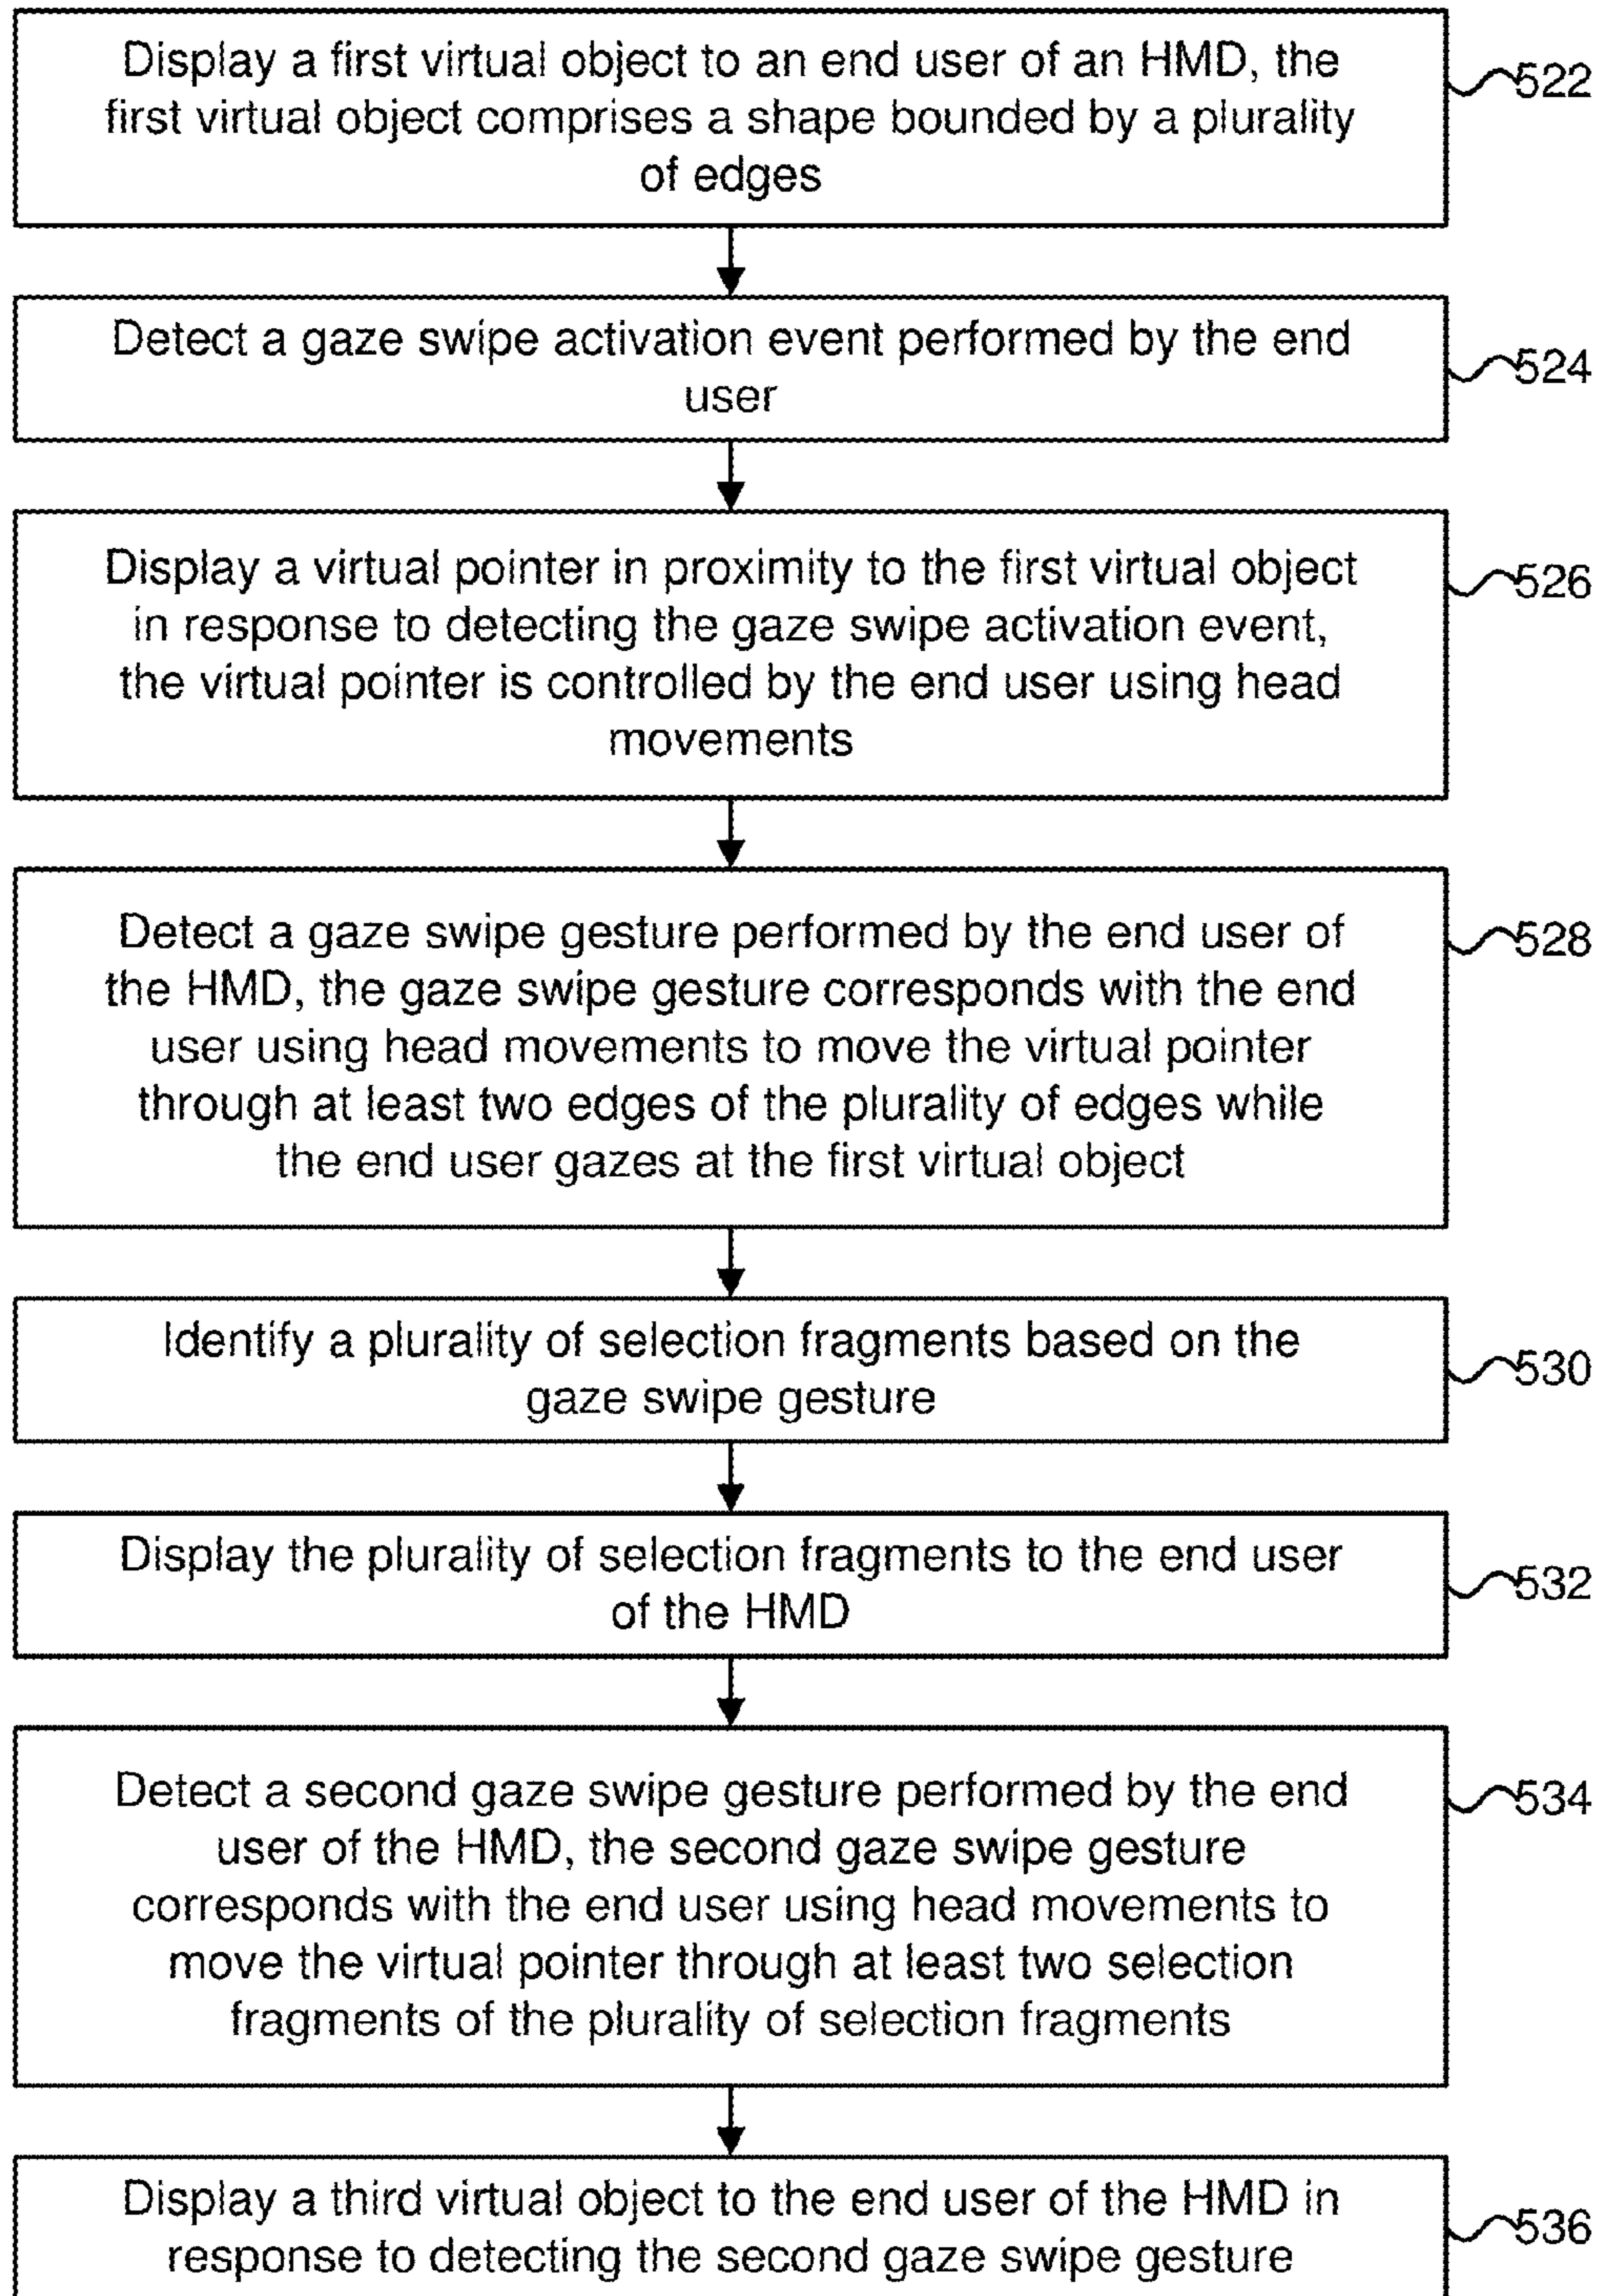 Display a first virtual object to an end user of an HMD, the
first virtual object comprises a shape bounded by a plurality
of edges
522
Detect a gaze swipe activation event performed by the end
user
524
Display a virtual pointer in proximity to the first virtual object
in response to detecting the gaze swipe activation event,
the virtual pointer is controlled by the end user using head
movements
526
Detect a gaze swipe gesture performed by the end user of
the HMD, the gaze swipe gesture corresponds with the end
user using head movements to move the virtual pointer
through at least two edges of the plurality of edges while
the end user gazes at the first virtual object
528
Identify a plurality of selection fragments based on the
gaze swipe gesture
530
Display the plurality of selection fragments to the end user
of the HMD
532
Detect a second gaze swipe gesture performed by the end
user of the HMD, the second gaze swipe gesture
corresponds with the end user using head movements to
move the virtual pointer through at least two selection
fragments of the plurality of selection fragments
534
Display a third virtual object to the end user of the HMD in
response to detecting the second gaze swipe gesture
536